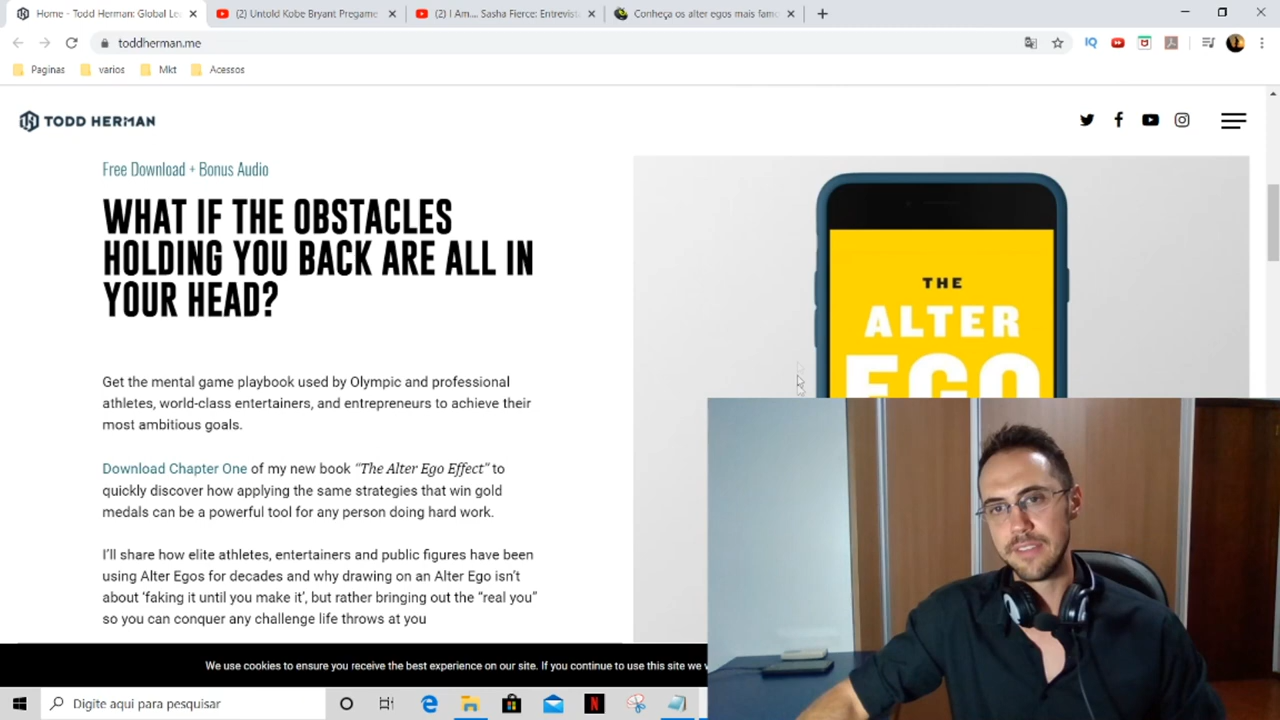 Home - Todd Herman: Global Le
(2) Untold Kobe Bryant Pregame
(2) I Am.... Sasha Fierce: Entrevist
Conheça os alter egos mais famo
toddherman.me
Paginas
varios
Mkt
Acessos
TODD HERMAN
Free Download + Bonus Audio
WHAT IF THE OBSTACLES
HOLDING YOU BACK ARE ALL IN
YOUR HEAD?
Get the mental game playbook used by Olympic and professional
athletes, world-class entertainers, and entrepreneurs to achieve their
most ambitious goals.
Download Chapter One of my new book “The Alter Ego Effect” to
quickly discover how applying the same strategies that win gold
medals can be a powerful tool for any person doing hard work.
I’ll share how elite athletes, entertainers and public figures have been
using Alter Egos for decades and why drawing on an Alter Ego isn’t
about ‘faking it until you make it’, but rather bringing out the “real you”
so you can conquer any challenge life throws at you
THE
ALTER
EGO
We use cookies to ensure you receive the best experience on our site. If you continue to use this site we
Digite aqui para pesquisar